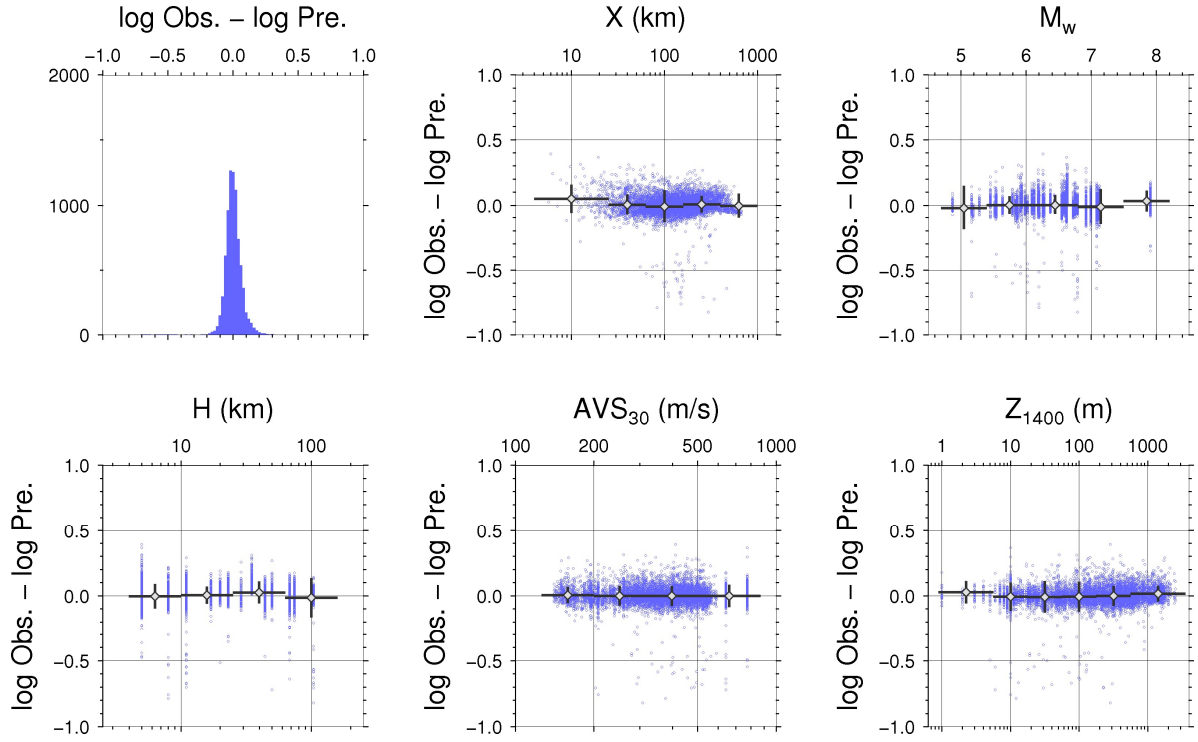 log Obs. − log Pre.
−1.0 −0.5 0.0 0.5 1.0
2000
1000
0
X (km)
10 100 1000
log Obs. − log Pre.
1.0
0.5
0.0
−0.5
−1.0
Mw
5 6 7 8
log Obs. − log Pre.
1.0
0.5
0.0
−0.5
−1.0
H (km)
10 100
log Obs. − log Pre.
1.0
0.5
0.0
−0.5
−1.0
AVS30 (m/s)
100 200 500 1000
log Obs. − log Pre.
1.0
0.5
0.0
−0.5
−1.0
Z1400 (m)
1 10 100 1000
log Obs. − log Pre.
1.0
0.5
0.0
−0.5
−1.0